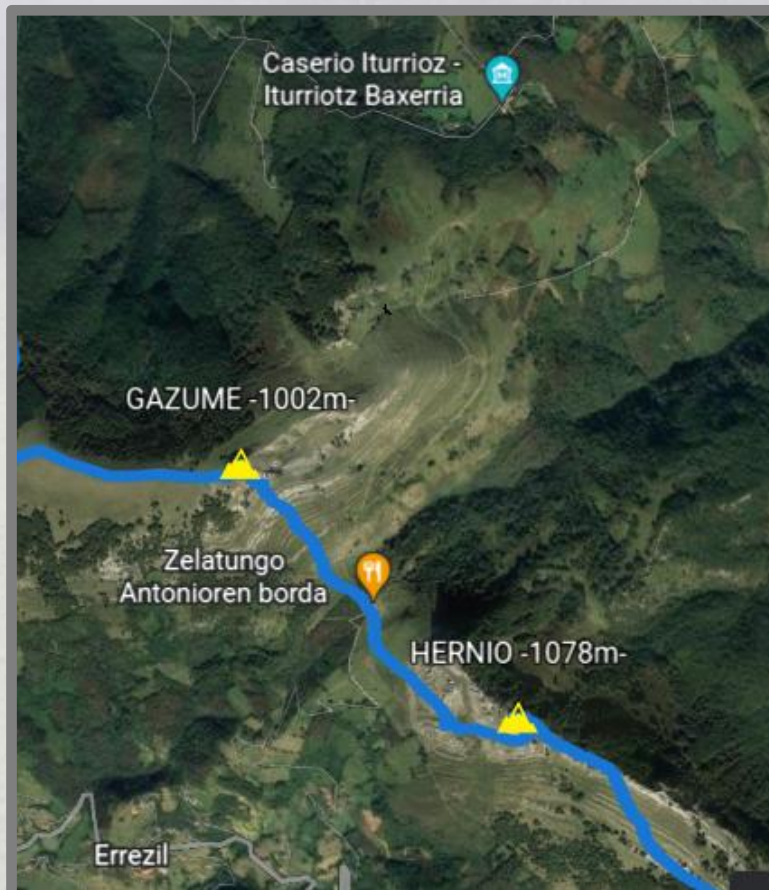 Caserio Iturrioz -
Iturriotz Baxerria
GAZUME -1002m-
Zelatungo
Antonioren borda
HERNIO -1078m-
Errezil